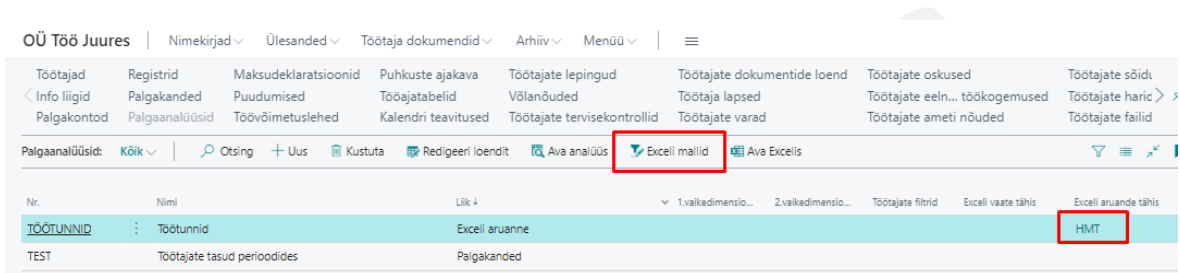 OÜ Töö Juures Nimekirjad Ülesanded Töötaja dokumendid Arhiiv Menüü
Töötajad Registrid Maksudeklaratsioonid Puhkuste ajakava Töötajate lepingud Töötajate dokumentide loend Töötajate oskused Töötajate sõidu
Info liigid Palgakanded Puudumised Tööajatabelid Võlanõuded Töötaja lapsed Töötajate eeln... töökogemused Töötajate haric
Palgakontod Palgaanalüüsid Töövõimetuslehed Kalendri teavitused Töötajate tervisekontrollid Töötajate varad Töötajate ameti nõuded Töötajate failid
Palgaanalüüsid: Kõik Otsing Uus Kustuta Redigeeri loendit Ava analüüs Exceli mallid Ava Excelis
Nr. Nimi Liik ↓ 1.vaikedimensio... 2.vaikedimensio... Töötajate filtrid Exceli vaate tähis Exceli aruande tähis
TÖÖTUNNID Töötunnid Exceli aruanne HMT
TEST Töötajate tasud perioodides Palgakanded